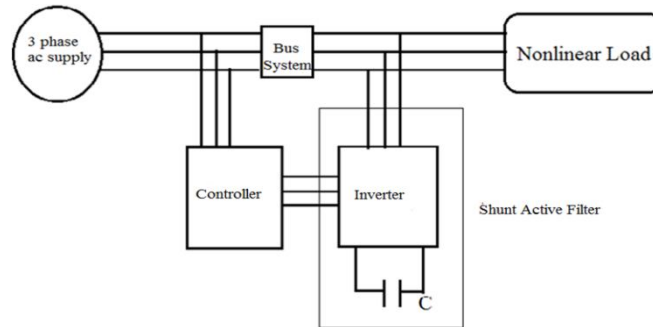 3 phase
ac supply
Bus
System
Nonlinear Load
Controller
Inverter
Shunt Active Filter
C